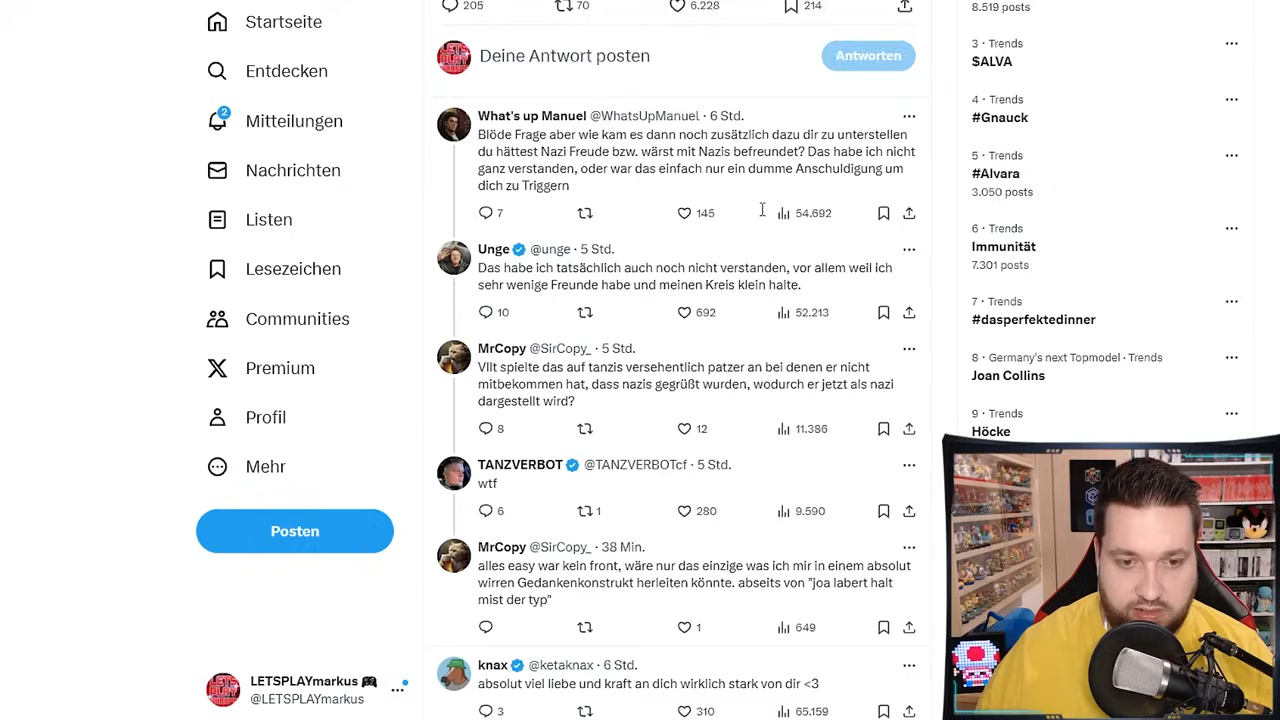 205 70 6.228 214
Startseite
Entdecken
2
Mitteilungen
Nachrichten
Listen
Lesezeichen
Communities
Premium
Profil
Mehr
Posten
LETSPLAYmarkus 🎮
@LETSPLAYmarkus
Deine Antwort posten
Antworten
What's up Manuel @WhatsUpManuel · 6 Std.
Blöde Frage aber wie kam es dann noch zusätzlich dazu dir zu unterstellen
du hättest Nazi Freude bzw. wärst mit Nazis befreundet? Das habe ich nicht
ganz verstanden, oder war das einfach nur ein dumme Anschuldigung um
dich zu Triggern
7 145 54.692
Unge @unge · 5 Std.
Das habe ich tatsächlich auch noch nicht verstanden, vor allem weil ich
sehr wenige Freunde habe und meinen Kreis klein halte.
10 692 52.213
MrCopy @SirCopy_ · 5 Std.
Vllt spielte das auf tanzis versehentlich patzer an bei denen er nicht
mitbekommen hat, dass nazis gegrüßt wurden, wodurch er jetzt als nazi
dargestellt wird?
8 12 11.386
TANZVERBOT @TANZVERBOTcf · 5 Std.
wtf
6 1 280 9.590
MrCopy @SirCopy_ · 38 Min.
alles easy war kein front, wäre nur das einzige was ich mir in einem absolut
wirren Gedankenkonstrukt herleiten könnte. abseits von "joa labert halt
mist der typ"
1 649
knax @ketaknax · 6 Std.
absolut viel liebe und kraft an dich wirklich stark von dir <3
3 310 65.159
8.519 posts
3 · Trends
$ALVA
4 · Trends
#Gnauck
5 · Trends
#Alvara
3.050 posts
6 · Trends
Immunität
7.301 posts
7 · Trends
#dasperfektedinner
8 · Germany's next Topmodel · Trends
Joan Collins
9 · Trends
Höcke